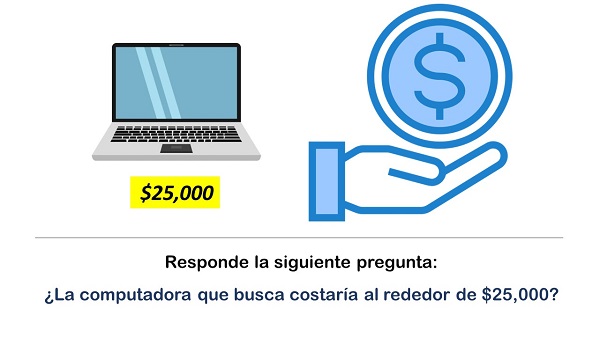 $25,000
$
Responde la siguiente pregunta:
¿La computadora que busca costaría al rededor de $25,000?